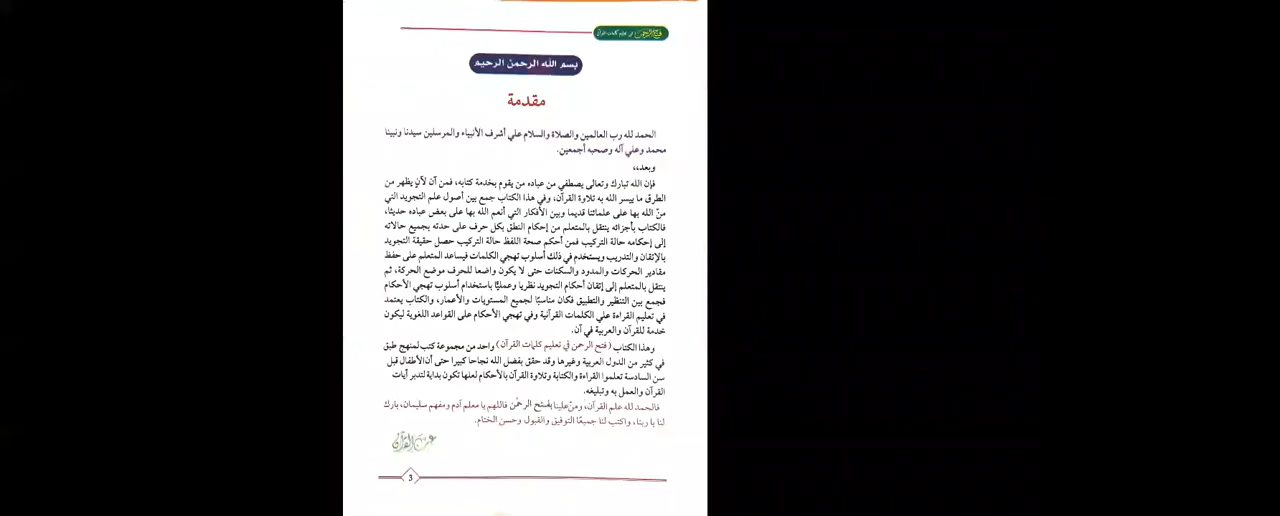 فتح الرحمن في تعليم كلمات القرآن
بسم الله الرحمن الرحيم
مقدمة
الحمد لله رب العالمين والصلاة والسلام علي أشرف الأنبياء والمرسلين سيدنا ونبينا
محمد وعلي آله وصحبه أجمعين.
وبعد،،
فإن الله تبارك وتعالى يصطفي من عباده من يقوم بخدمة كتابه، فمن آن لآن يظهر من
الطرق ما ييسر الله به تلاوة القرآن، وفي هذا الكتاب جمع بين أصول علم التجويد التي
منّ الله بها على علمائنا قديما وبين الأفكار التي أنعم الله بها على بعض عباده حديثا،
فالكتاب بأجزائه ينتقل بالمتعلم من إحكام النطق بكل حرف على حدته بجميع حالاته
إلى إحكامه حالة التركيب فمن أحكم صحة اللفظ حالة التركيب حصل حقيقة التجويد
بالإتقان والتدريب ويستخدم في ذلك أسلوب تهجي الكلمات فيساعد المتعلم على حفظ
مقادير الحركات والمدود والسكنات حتى لا يكون واضعا للحرف موضع الحركة، ثم
ينتقل بالمتعلم إلى إتقان أحكام التجويد نظريا وعمليًّا باستخدام أسلوب تهجي الأحكام
فجمع بين التنظير والتطبيق فكان مناسبًا لجميع المستويات والأعمار، والكتاب يعتمد
في تعليم القراءة علي الكلمات القرآنية وفي تهجي الأحكام على القواعد اللغوية ليكون
خدمة للقرآن والعربية في آن.
وهذا الكتاب (فتح الرحمن في تعليم كلمات القرآن) واحد من مجموعة كتب لمنهج طبق
في كثير من الدول العربية وغيرها وقد حقق بفضل الله نجاحا كبيرا حتى أن الأطفال قبل
سن السادسة تعلموا القراءة والكتابة وتلاوة القرآن بالأحكام لعلها تكون بداية لتدبر آيات
القرآن والعمل به وتبليغه.
فالحمد لله علم القرآن، ومنّ علينا بفتح الرحمٰن فاللهم يا معلم آدم ومفهم سليمان، بارك
لنا يا ربنا، واكتب لنا جميعًا التوفيق والقبول وحسن الختام.
3